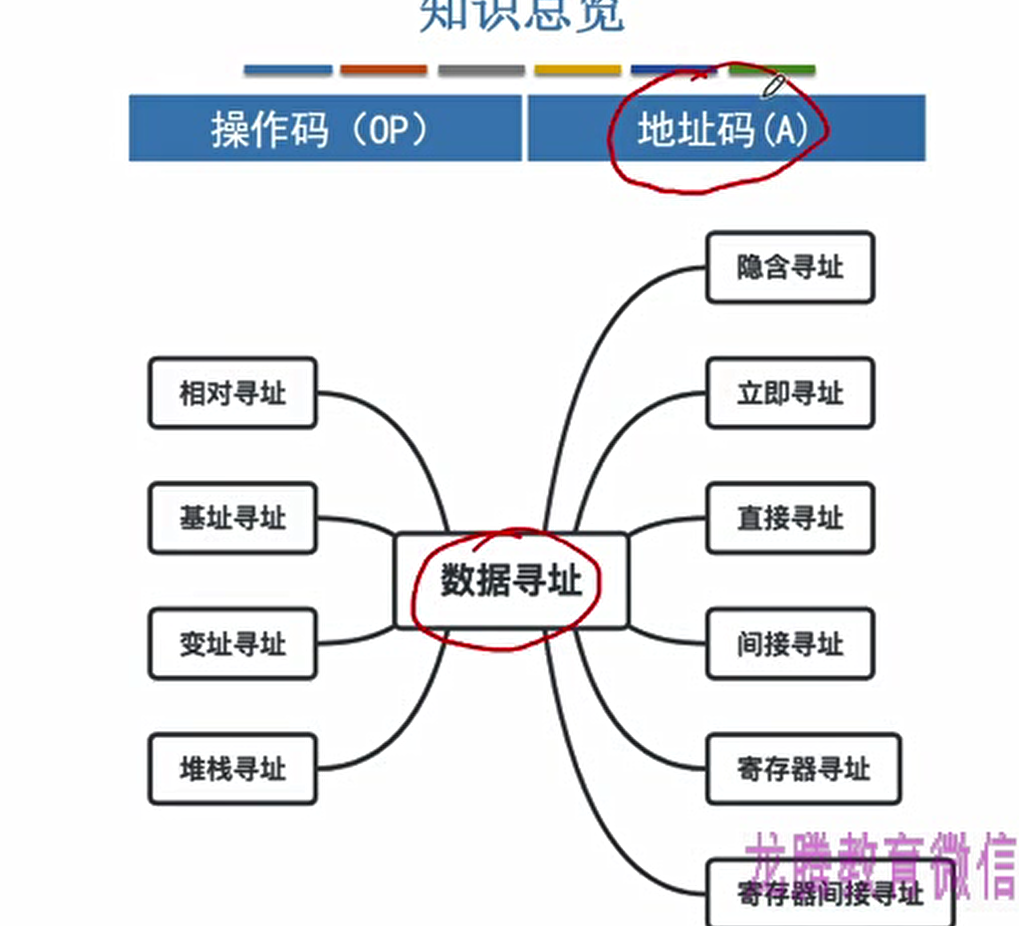 知识总览
操作码（OP）
地址码(A)
隐含寻址
相对寻址
立即寻址
基址寻址
直接寻址
数据寻址
变址寻址
间接寻址
堆栈寻址
寄存器寻址
龙腾教育微信
寄存器间接寻址